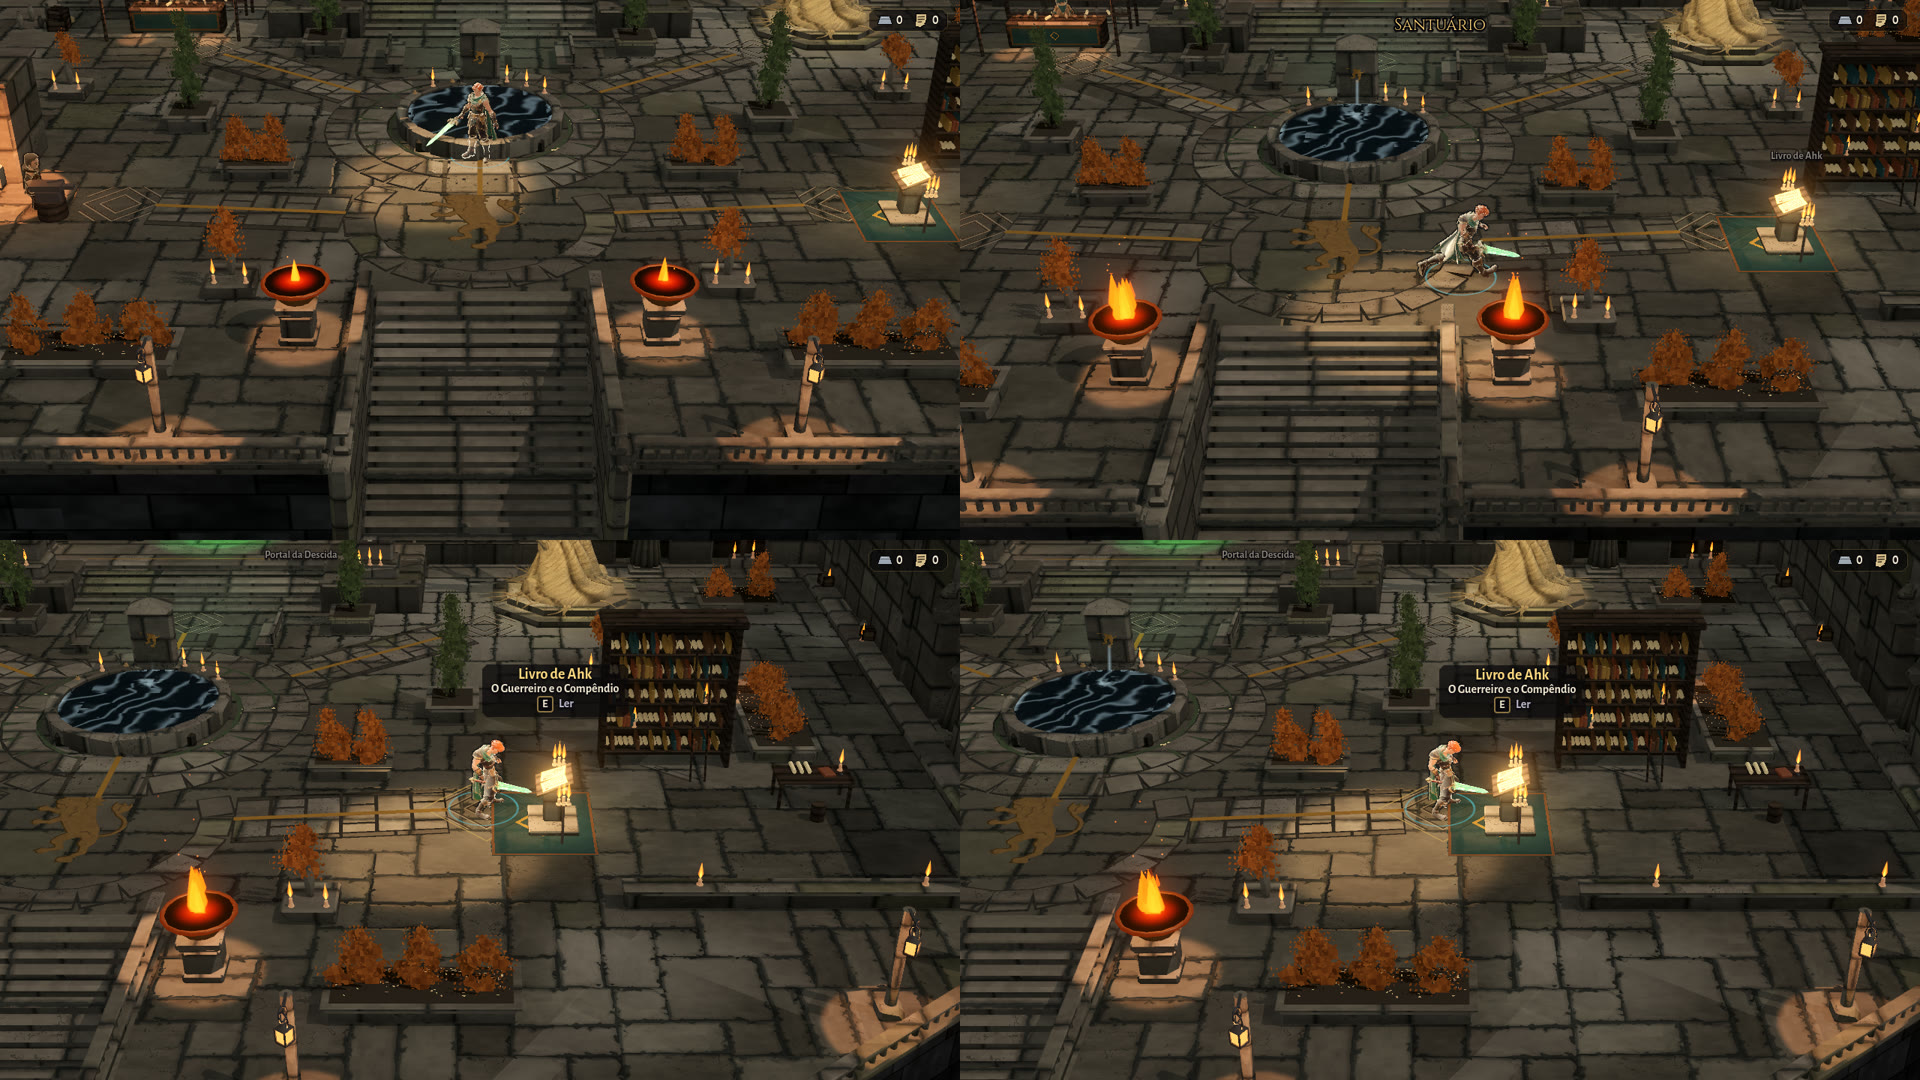 0 0
SANTUÁRIO
0 0
Livro de Ahk
Portal da Descida
0 0
Livro de Ahk
O Guerreiro e o Compêndio
E Ler
Portal da Descida
0 0
Livro de Ahk
O Guerreiro e o Compêndio
E Ler